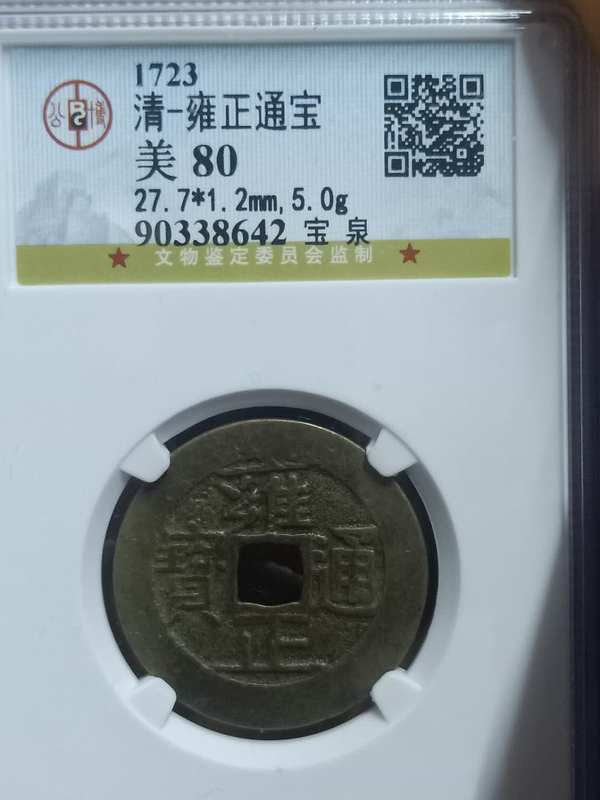 1723
清-雍正通宝
美 80
27.7*1.2mm,5.0g
90338642 宝 泉
★ 文物鉴定委员会监制 ★
雍
寶 通
正